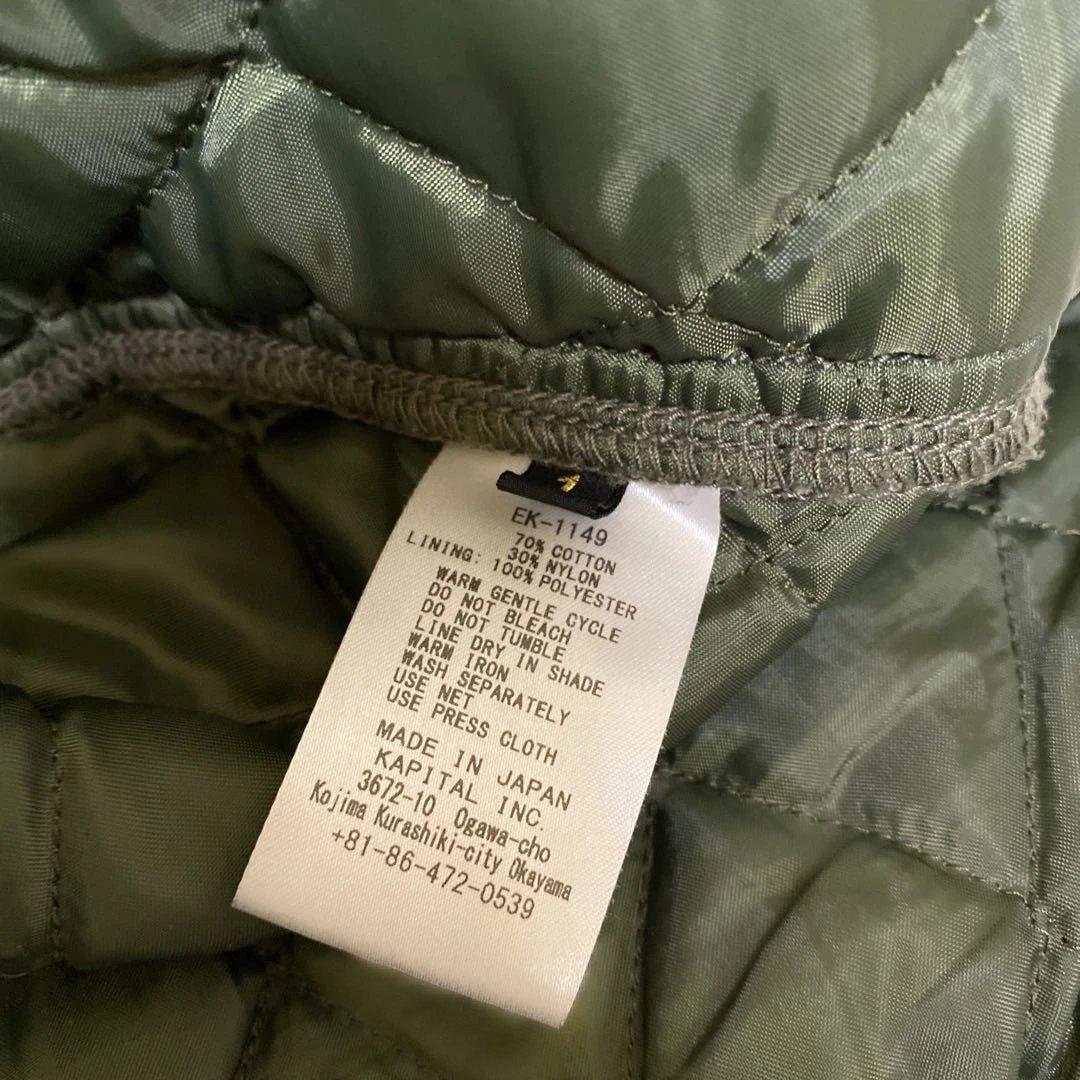 4
EK-1149
70% COTTON
30% NYLON
LINING: 100% POLYESTER
WARM GENTLE CYCLE
DO NOT BLEACH
DO NOT TUMBLE
LINE DRY IN SHADE
WARM IRON
WASH SEPARATELY
USE NET
USE PRESS CLOTH
MADE IN JAPAN
KAPITAL INC.
3672-10 Ogawa-cho
Kojima Kurashiki-city Okayama
+81-86-472-0539